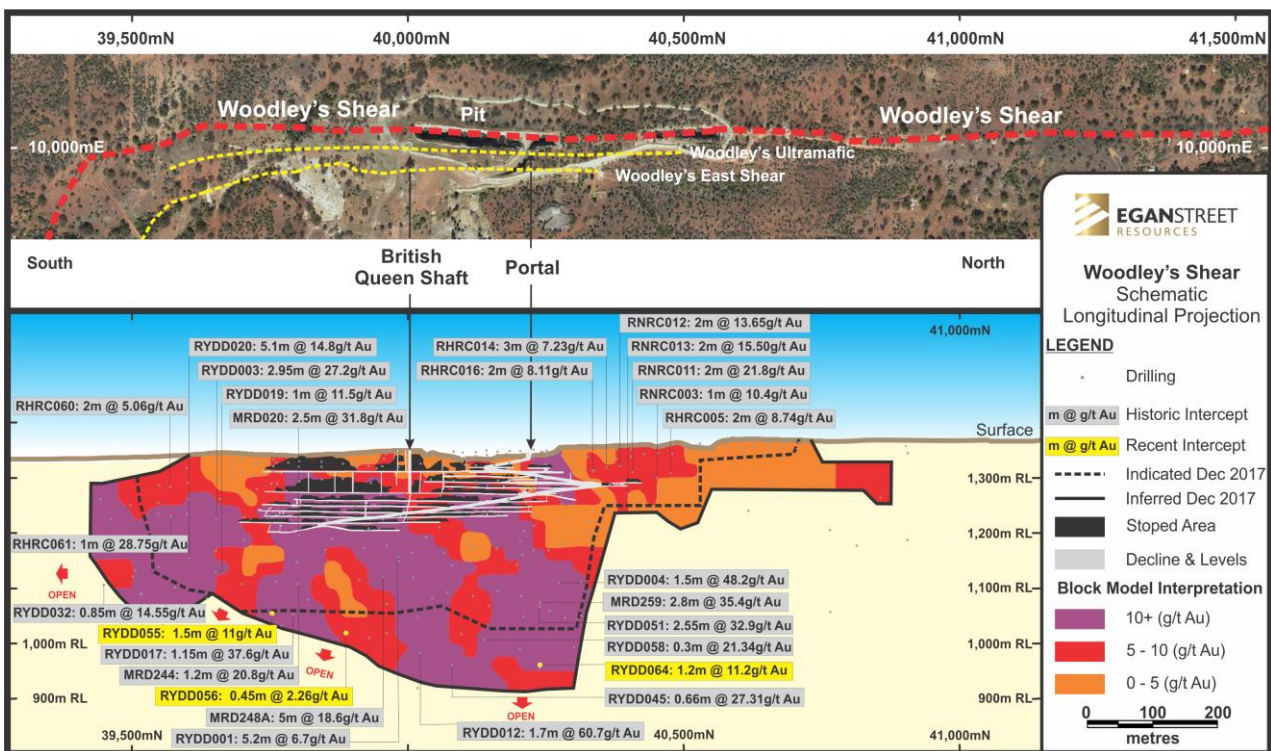 39,500mN
40,000mN
40,500mN
41,000mN
41,500mN
Woodley's Shear
Pit
Woodley's Shear
10,000mE
Woodley's Ultramafic
10,000mE
Woodley's East Shear
South
British
Queen Shaft
Portal
North
EGANSTREET
RESOURCES
Woodley's Shear
Schematic
Longitudinal Projection
LEGEND
Drilling
m @ g/t Au
Historic Intercept
m @ g/t Au
Recent Intercept
Indicated Dec 2017
Inferred Dec 2017
Stoped Area
Decline & Levels
Block Model Interpretation
10+ (g/t Au)
5 - 10 (g/t Au)
0 - 5 (g/t Au)
0 100 200
metres
41,000mN
RYDD020: 5.1m @ 14.8g/t Au
RYDD003: 2.95m @ 27.2g/t Au
RYDD019: 1m @ 11.5g/t Au
RHRC060: 2m @ 5.06g/t Au
MRD020: 2.5m @ 31.8g/t Au
RHRC014: 3m @ 7.23g/t Au
RHRC016: 2m @ 8.11g/t Au
RNRC012: 2m @ 13.65g/t Au
RNRC013: 2m @ 15.50g/t Au
RNRC011: 2m @ 21.8g/t Au
RNRC003: 1m @ 10.4g/t Au
RHRC005: 2m @ 8.74g/t Au
Surface
1,300m RL
1,200m RL
1,100m RL
1,000m RL
900m RL
RHRC061: 1m @ 28.75g/t Au
OPEN
RYDD032: 0.85m @ 14.55g/t Au
RYDD055: 1.5m @ 11g/t Au
1,000m RL
RYDD017: 1.15m @ 37.6g/t Au
MRD244: 1.2m @ 20.8g/t Au
OPEN
RYDD056: 0.45m @ 2.26g/t Au
900m RL
MRD248A: 5m @ 18.6g/t Au
RYDD001: 5.2m @ 6.7g/t Au
RYDD004: 1.5m @ 48.2g/t Au
MRD259: 2.8m @ 35.4g/t Au
RYDD051: 2.55m @ 32.9g/t Au
RYDD058: 0.3m @ 21.34g/t Au
RYDD064: 1.2m @ 11.2g/t Au
RYDD045: 0.66m @ 27.31g/t Au
OPEN
RYDD012: 1.7m @ 60.7g/t Au
39,500mN
40,500mN
41,000mN